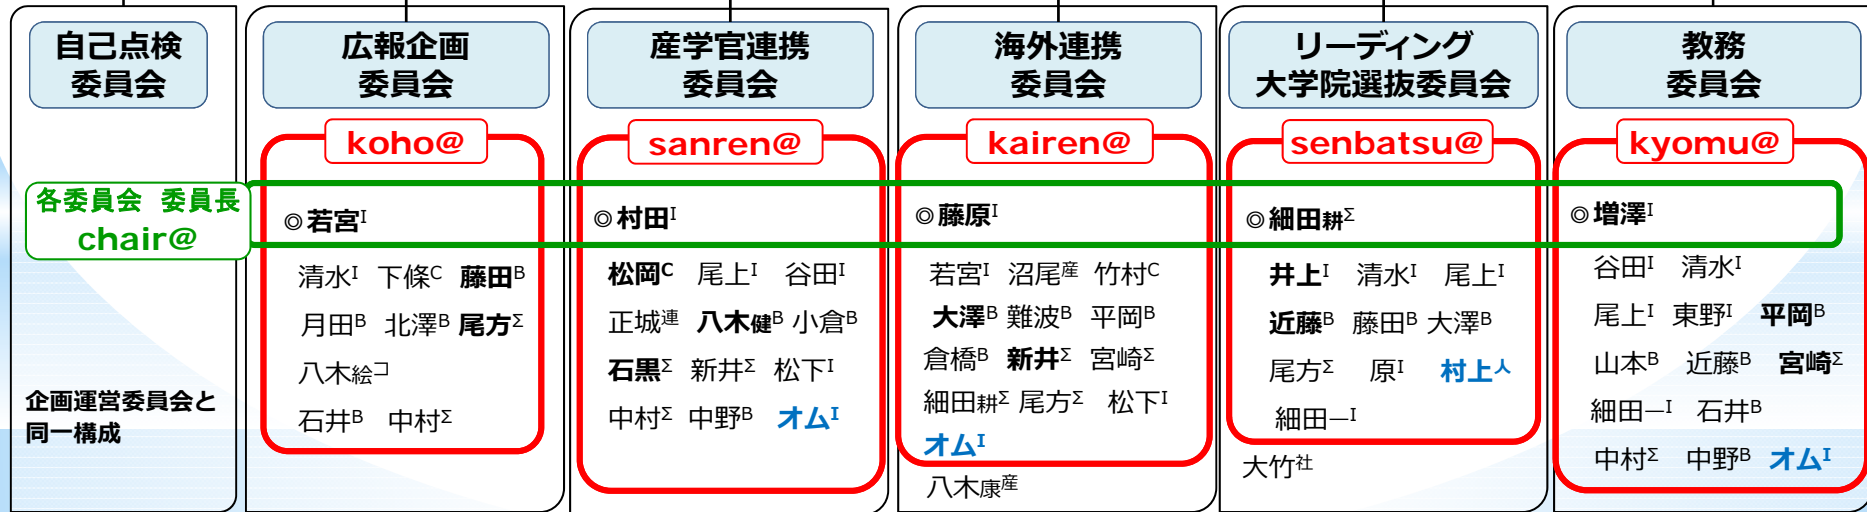 自己点検
委員会
企画運営委員会と
同一構成
各委員会 委員長
chair@
広報企画
委員会
koho@
◎若宮I
清水I 下條C 藤田B
月田B 北澤B 尾方Σ
八木絵コ
石井B 中村Σ
産学官連携
委員会
sanren@
◎村田I
松岡C 尾上I 谷田I
正城連 八木健B 小倉B
石黒Σ 新井Σ 松下I
中村Σ 中野B オムI
海外連携
委員会
kairen@
◎藤原I
若宮I 沼尾産 竹村C
大澤B 難波B 平岡B
倉橋B 新井Σ 宮崎Σ
細田耕Σ 尾方Σ 松下I
オムI
八木康産
リーディング
大学院選抜委員会
senbatsu@
◎細田耕Σ
井上I 清水I 尾上I
近藤B 藤田B 大澤B
尾方Σ 原I 村上人
細田一I
大竹社
教務
委員会
kyomu@
◎増澤I
谷田I 清水I
尾上I 東野I 平岡B
山本B 近藤B 宮崎Σ
細田一I 石井B
中村Σ 中野B オムI